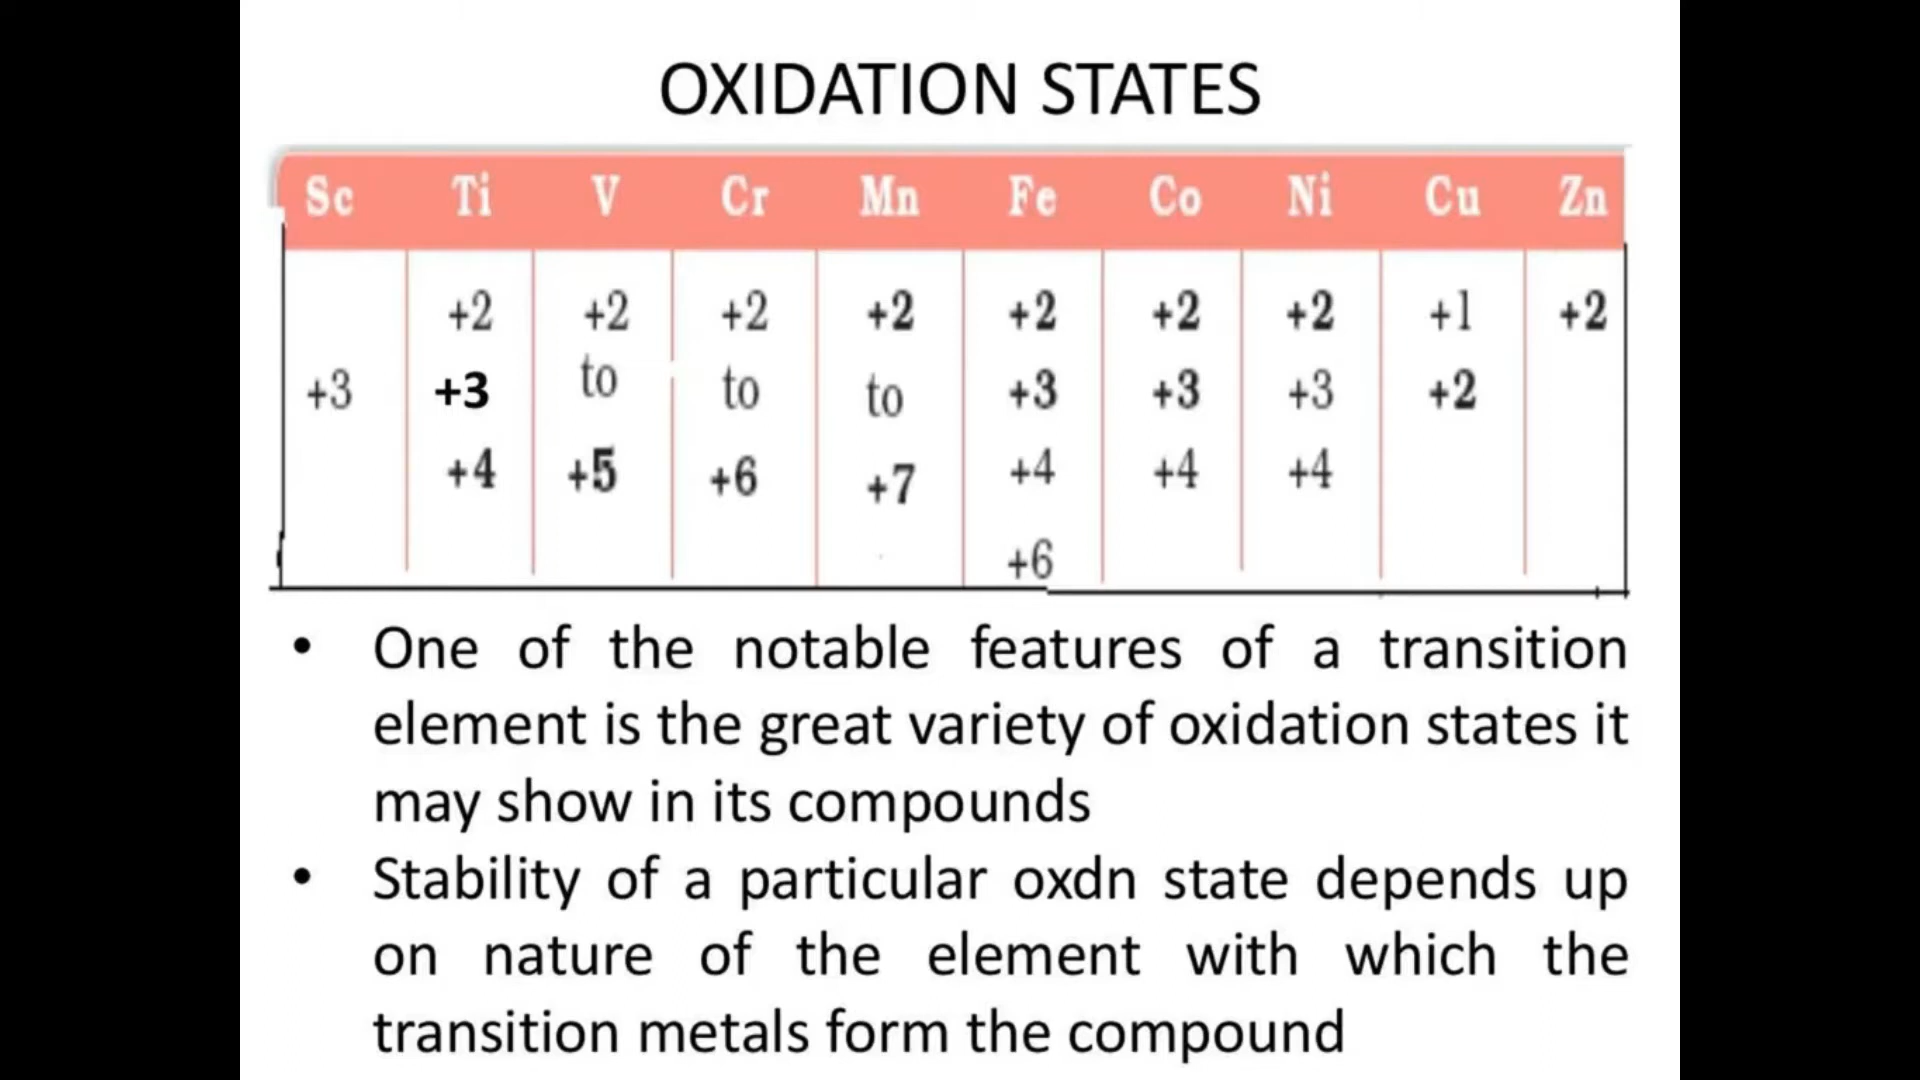 OXIDATION STATES
Sc Ti V Cr Mn Fe Co Ni Cu Zn
+2 +2 +2 +2 +2 +2 +2 +1 +2
+3 +3 to to to +3 +3 +3 +2
+4 +5 +6 +7 +4 +4 +4
+6
• One of the notable features of a transition
element is the great variety of oxidation states it
may show in its compounds
• Stability of a particular oxdn state depends up
on nature of the element with which the
transition metals form the compound